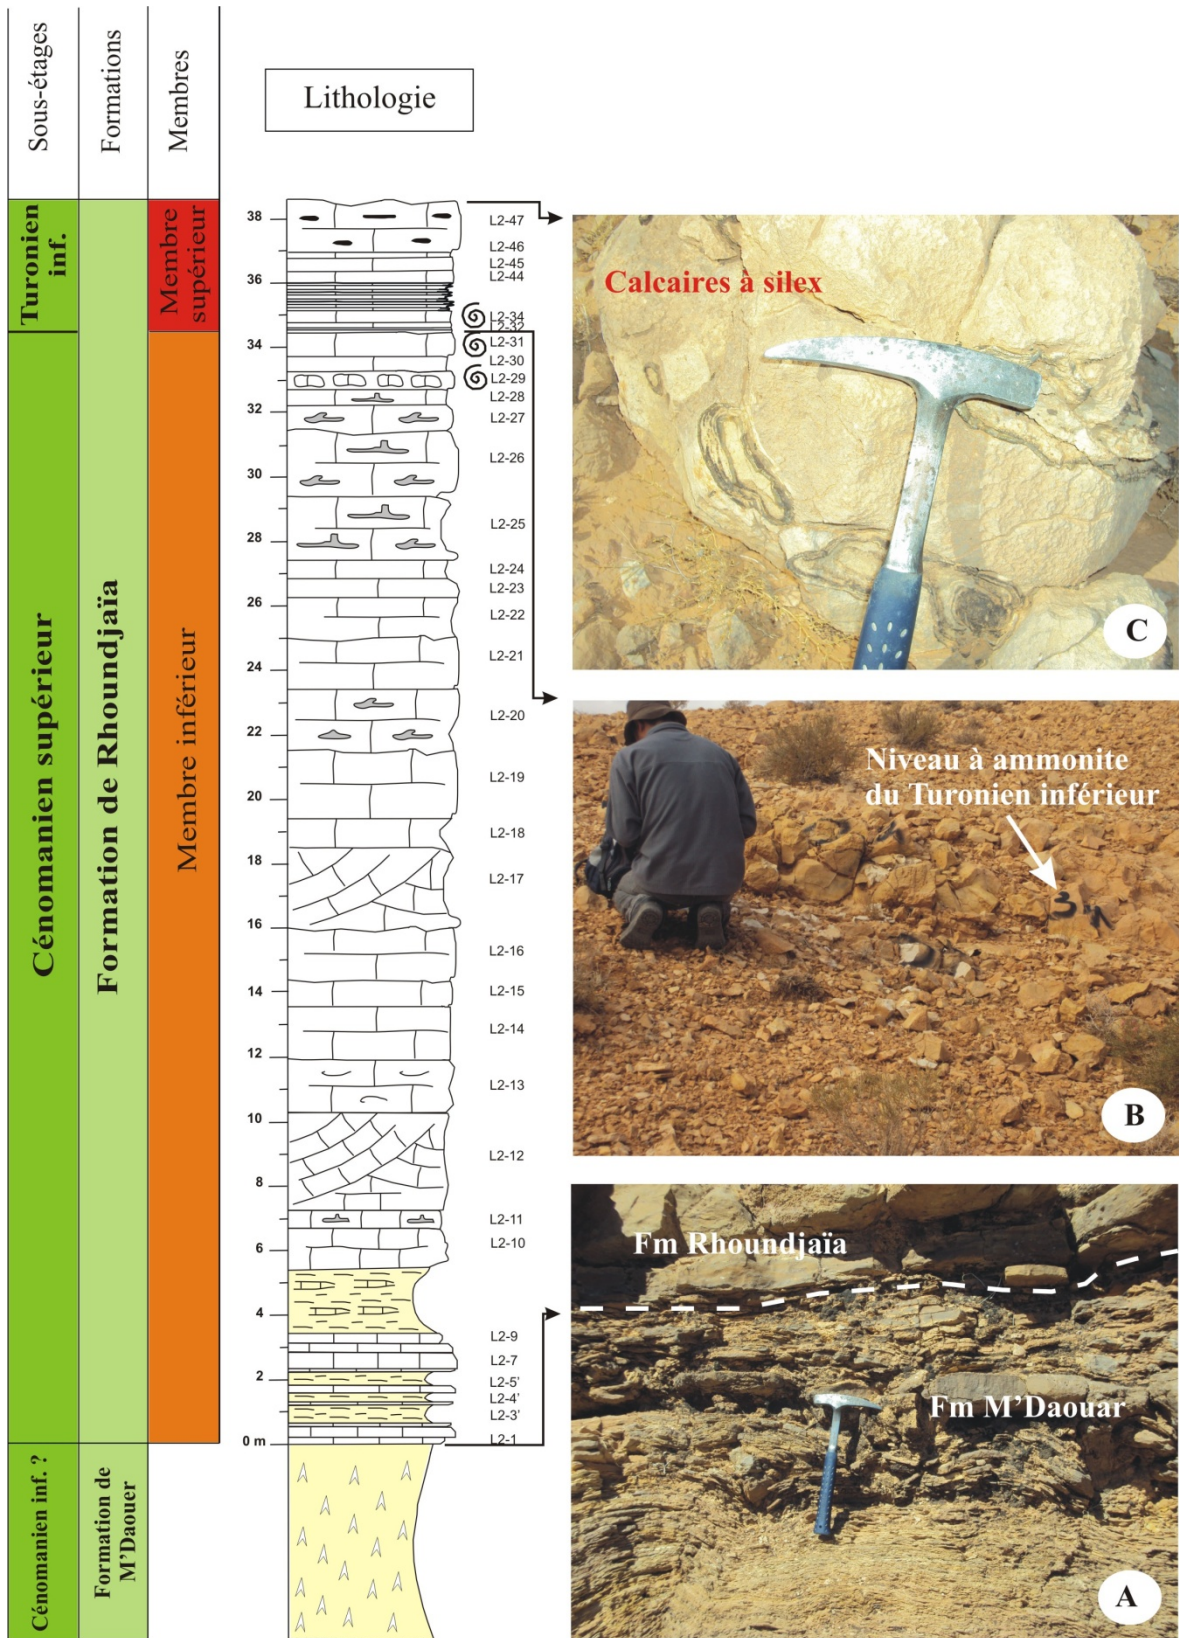 Sous-étages
Formations
Membres
Lithologie
Turonien
inf.
Cénomanien supérieur
Cénomanien inf. ?
Formation de Rhoundjaïa
Formation de
M'Daouer
Membre
supérieur
Membre inférieur
38
36
34
32
30
28
26
24
22
20
18
16
14
12
10
8
6
4
2
0 m
L2-47
L2-46
L2-45
L2-44
L2-34
L2-32
L2-31
L2-30
L2-29
L2-28
L2-27
L2-26
L2-25
L2-24
L2-23
L2-22
L2-21
L2-20
L2-19
L2-18
L2-17
L2-16
L2-15
L2-14
L2-13
L2-12
L2-11
L2-10
L2-9
L2-7
L2-5'
L2-4'
L2-3'
L2-1
Calcaires à silex
C
Niveau à ammonite
du Turonien inférieur
B
Fm Rhoundjaïa
Fm M'Daouar
A